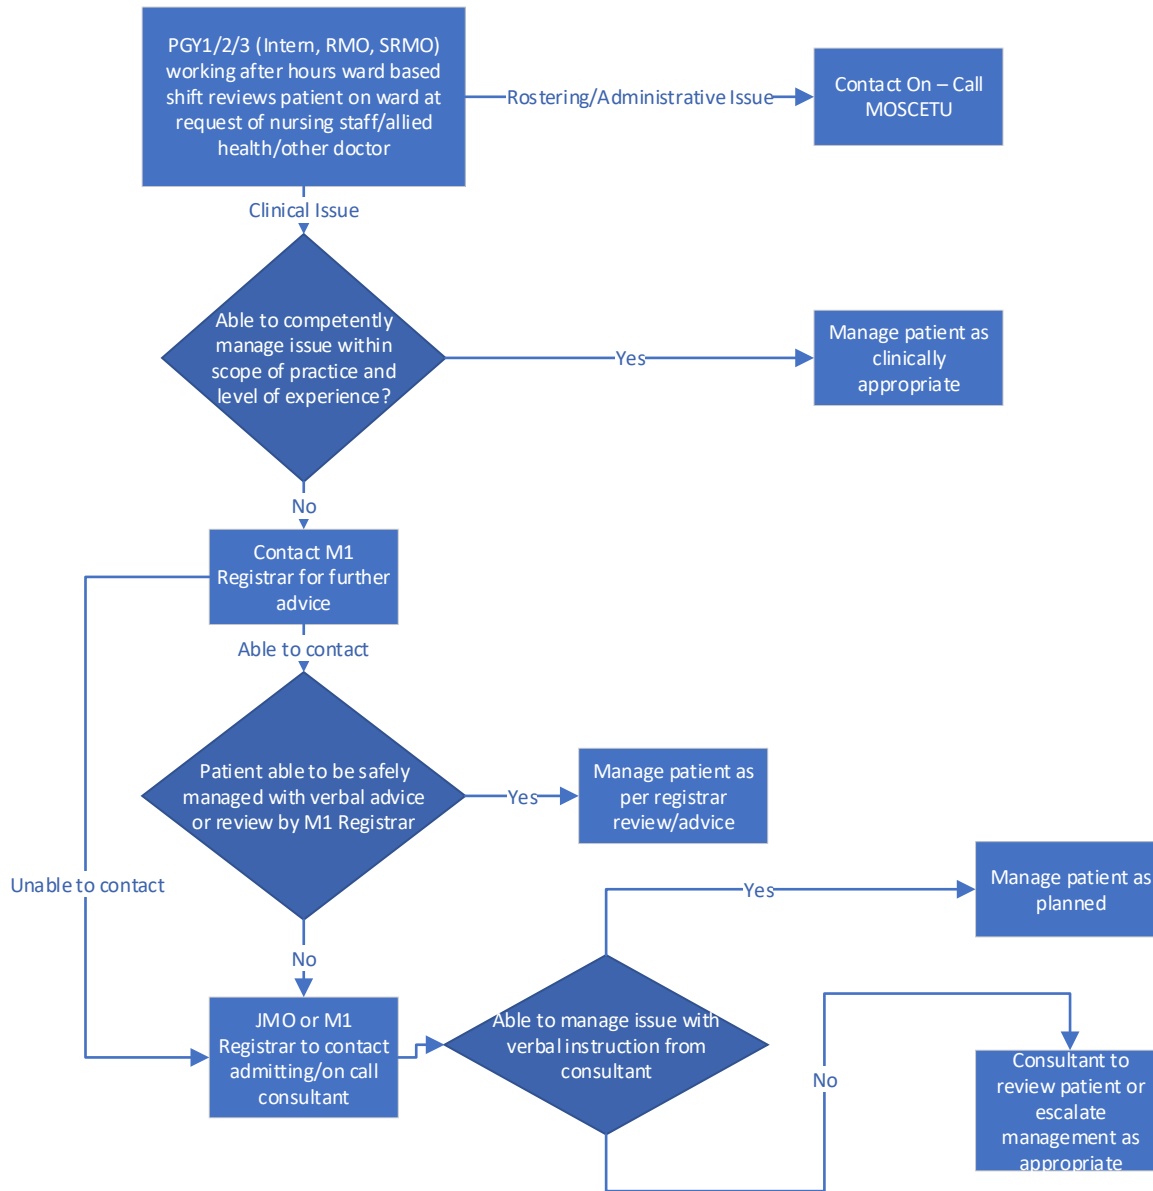 PGY1/2/3 (Intern, RMO, SRMO)
working after hours ward based
shift reviews patient on ward at
request of nursing staff/allied
health/other doctor
Rostering/Administrative Issue
Contact On – Call
MOSCETU
Clinical Issue
Able to competently
manage issue within
scope of practice and
level of experience?
Yes
Manage patient as
clinically
appropriate
No
Contact M1
Registrar for further
advice
Able to contact
Patient able to be safely
managed with verbal advice
or review by M1 Registrar
Yes
Manage patient as
per registrar
review/advice
Unable to contact
No
JMO or M1
Registrar to contact
admitting/on call
consultant
Able to manage issue with
verbal instruction from
consultant
Yes
Manage patient as
planned
No
Consultant to
review patient or
escalate
management as
appropriate